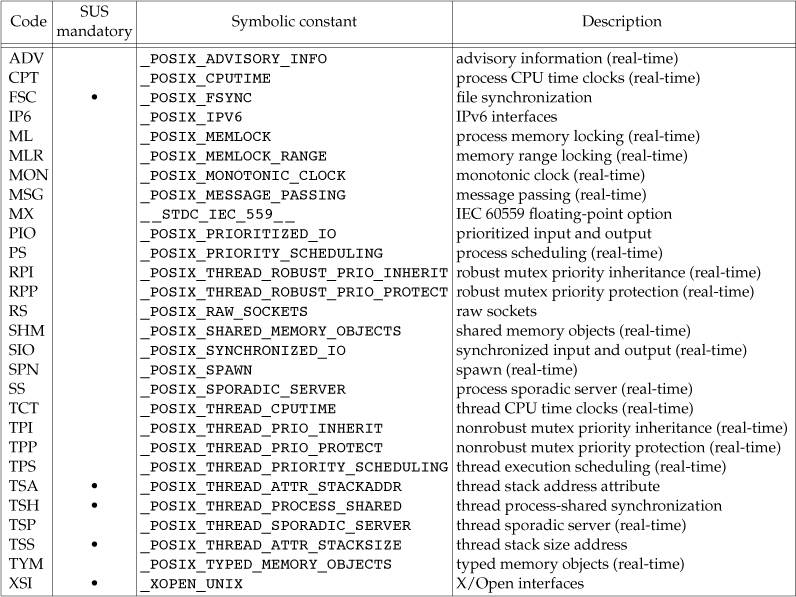 Code SUS mandatory Symbolic constant Description
ADV _POSIX_ADVISORY_INFO advisory information (real-time)
CPT _POSIX_CPUTIME process CPU time clocks (real-time)
FSC • _POSIX_FSYNC file synchronization
IP6 _POSIX_IPV6 IPv6 interfaces
ML _POSIX_MEMLOCK process memory locking (real-time)
MLR _POSIX_MEMLOCK_RANGE memory range locking (real-time)
MON _POSIX_MONOTONIC_CLOCK monotonic clock (real-time)
MSG _POSIX_MESSAGE_PASSING message passing (real-time)
MX __STDC_IEC_559__ IEC 60559 floating-point option
PIO _POSIX_PRIORITIZED_IO prioritized input and output
PS _POSIX_PRIORITY_SCHEDULING process scheduling (real-time)
RPI _POSIX_THREAD_ROBUST_PRIO_INHERIT robust mutex priority inheritance (real-time)
RPP _POSIX_THREAD_ROBUST_PRIO_PROTECT robust mutex priority protection (real-time)
RS _POSIX_RAW_SOCKETS raw sockets
SHM _POSIX_SHARED_MEMORY_OBJECTS shared memory objects (real-time)
SIO _POSIX_SYNCHRONIZED_IO synchronized input and output (real-time)
SPN _POSIX_SPAWN spawn (real-time)
SS _POSIX_SPORADIC_SERVER process sporadic server (real-time)
TCT _POSIX_THREAD_CPUTIME thread CPU time clocks (real-time)
TPI _POSIX_THREAD_PRIO_INHERIT nonrobust mutex priority inheritance (real-time)
TPP _POSIX_THREAD_PRIO_PROTECT nonrobust mutex priority protection (real-time)
TPS _POSIX_THREAD_PRIORITY_SCHEDULING thread execution scheduling (real-time)
TSA • _POSIX_THREAD_ATTR_STACKADDR thread stack address attribute
TSH • _POSIX_THREAD_PROCESS_SHARED thread process-shared synchronization
TSP _POSIX_THREAD_SPORADIC_SERVER thread sporadic server (real-time)
TSS • _POSIX_THREAD_ATTR_STACKSIZE thread stack size address
TYM _POSIX_TYPED_MEMORY_OBJECTS typed memory objects (real-time)
XSI • _XOPEN_UNIX X/Open interfaces